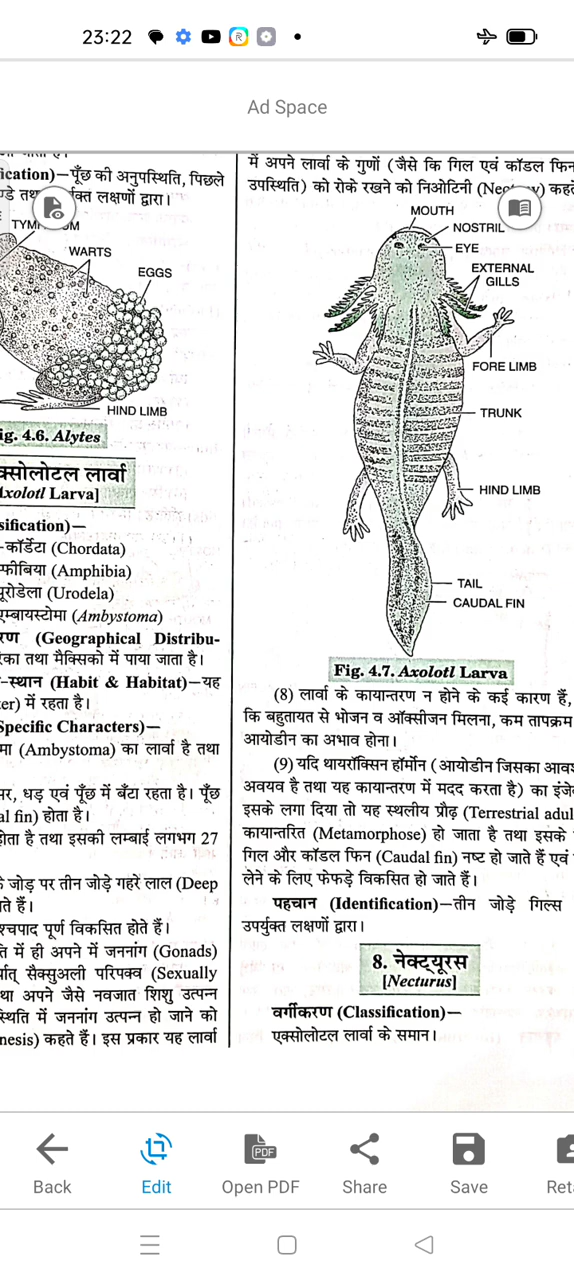 23:22
Ad Space
ication)—पूँछ की अनुपस्थिति, पिछले
लक्षणों द्वारा।
WARTS
EGGS
HIND LIMB
ig. 4.6. Alytes
क्सोलोटल लार्वा
Axolotl Larva]
sification)—
-कॉर्डेटा (Chordata)
फीबिया (Amphibia)
यूरोडेला (Urodela)
एम्बायस्टोमा (Ambystoma)
रण (Geographical Distribu-
तथा मैक्सिको में पाया जाता है।
-स्थान (Habit & Habitat)—यह
er) में रहता है।
Specific Characters)—
मा (Ambystoma) का लार्वा है तथा
धड़ एवं पूँछ में बँटा रहता है। पूँछ
al fin) होता है।
होता है तथा इसकी लम्बाई लगभग 27
जोड़ पर तीन जोड़े गहरे लाल (Deep
ते हैं।
श्चपाद पूर्ण विकसित होते हैं।
ति में ही अपने में जननांग (Gonads)
र्थात् सैक्सुअली परिपक्व (Sexually
था अपने जैसे नवजात शिशु उत्पन्न
स्थिति में जननांग उत्पन्न हो जाने को
nesis) कहते हैं। इस प्रकार यह लार्वा
में अपने लार्वा के गुणों (जैसे कि गिल एवं कॉडल फिन
उपस्थिति) को रोके रखने को निओटिनी
MOUTH
NOSTRIL
EYE
EXTERNAL
GILLS
FORE LIMB
TRUNK
HIND LIMB
TAIL
CAUDAL FIN
Fig. 4.7. Axolotl Larva
(8) लार्वा के कायान्तरण न होने के कई कारण हैं,
कि बहुतायत से भोजन व ऑक्सीजन मिलना, कम तापक्रम
आयोडीन का अभाव होना।
(9) यदि थायरॉक्सिन हॉर्मोन (आयोडीन जिसका आवश
अवयव है तथा यह कायान्तरण में मदद करता है) का इंजे
इसके लगा दिया तो यह स्थलीय प्रौढ़ (Terrestrial adul
कायान्तरित (Metamorphose) हो जाता है तथा इसके
गिल और कॉडल फिन (Caudal fin) नष्ट हो जाते हैं एवं
लेने के लिए फेफड़े विकसित हो जाते हैं।
पहचान (Identification)—तीन जोड़े गिल्स
उपर्युक्त लक्षणों द्वारा।
8. नेक्ट्यूरस
[Necturus]
वर्गीकरण (Classification)—
एक्सोलोटल लार्वा के समान।
Back
Edit
PDF
Open PDF
Share
Save
Ret